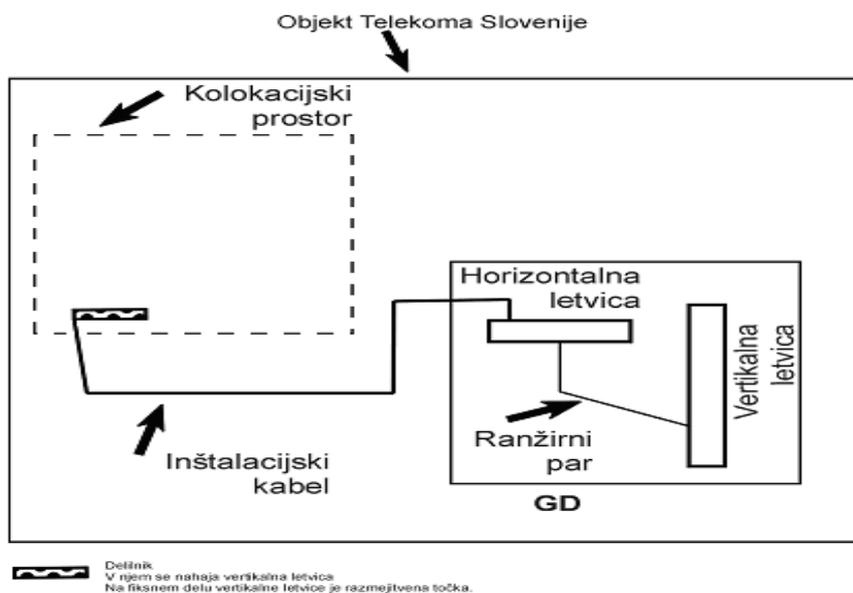 Objekt Telekoma Slovenije
Kolokacijski
prostor
Horizontalna
letvica
Vertikalna
letvica
Ranžirni
par
Inštalacijski
kabel
GD
Delilnik
V njem se nahaja vertikalna letvica
Na fiksnem delu vertikalne letvice je razmejitvena točka.